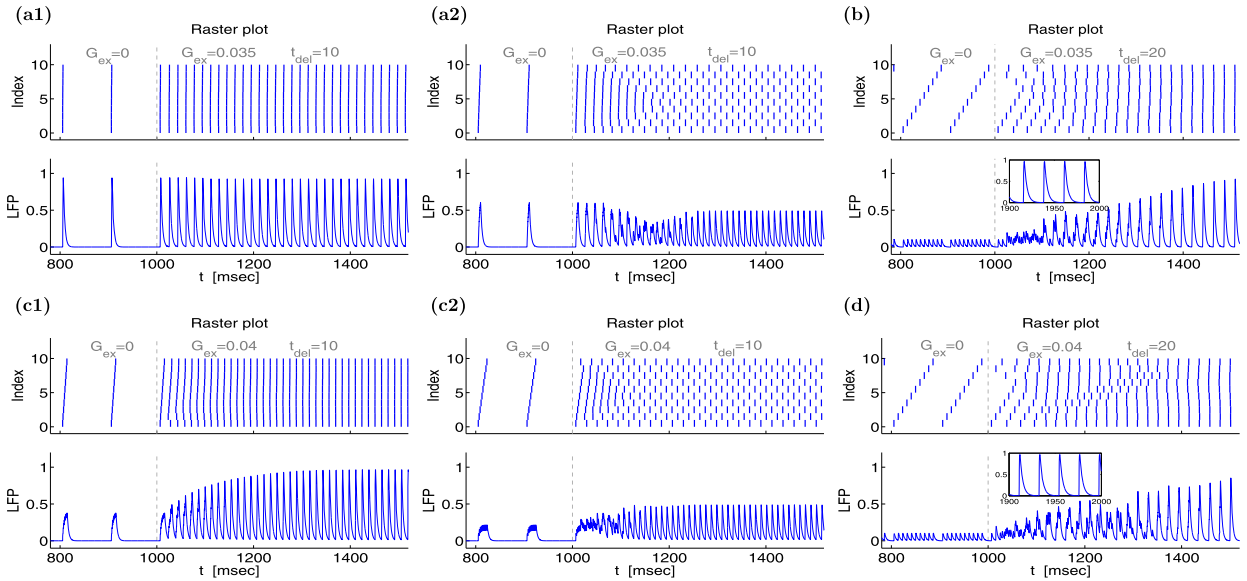 (a1)
Raster plot
G_ex=0 G_ex=0.035 t_del=10
Index
10
5
0
LFP
1
0.5
0
800 1000 1200 1400
t [msec]
(a2)
Raster plot
G_ex=0 G_ex=0.035 t_del=10
Index
10
5
0
LFP
1
0.5
0
800 1000 1200 1400
t [msec]
(b)
Raster plot
G_ex=0 G_ex=0.035 t_del=20
Index
10
5
0
LFP
1
0.5
0
1
0.5
0
1900 1950 2000
800 1000 1200 1400
t [msec]
(c1)
Raster plot
G_ex=0 G_ex=0.04 t_del=10
Index
10
5
0
LFP
1
0.5
0
800 1000 1200 1400
t [msec]
(c2)
Raster plot
G_ex=0 G_ex=0.04 t_del=10
Index
10
5
0
LFP
1
0.5
0
800 1000 1200 1400
t [msec]
(d)
Raster plot
G_ex=0 G_ex=0.04 t_del=20
Index
10
5
0
LFP
1
0.5
0
1
0.5
0
1900 1950 2000
800 1000 1200 1400
t [msec]